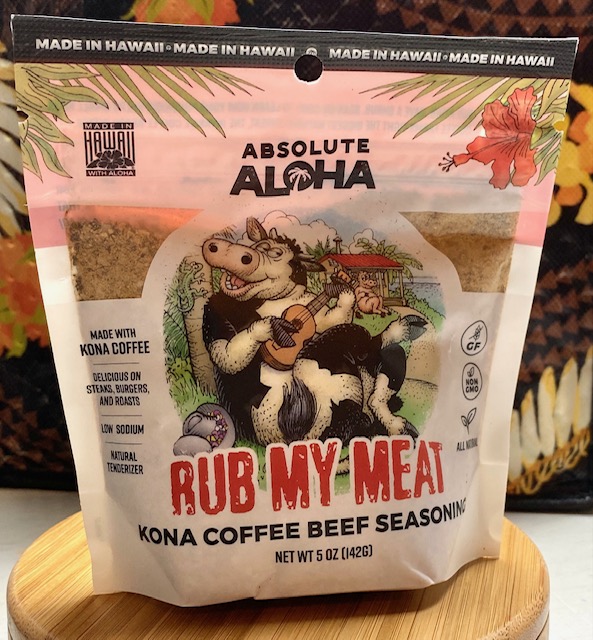 MADE IN HAWAII MADE IN HAWAII MADE IN HAWAII MADE IN HAWAII
MADE IN
HAWAII
WITH ALOHA
ABSOLUTE
ALOHA
MADE WITH
KONA COFFEE
DELICIOUS ON
STEAKS, BURGERS,
AND ROASTS
LOW SODIUM
NATURAL
TENDERIZER
GF
NON
GMO
ALL NATURAL
RUB MY MEAT
KONA COFFEE BEEF SEASONING
NET WT 5 OZ (142G)